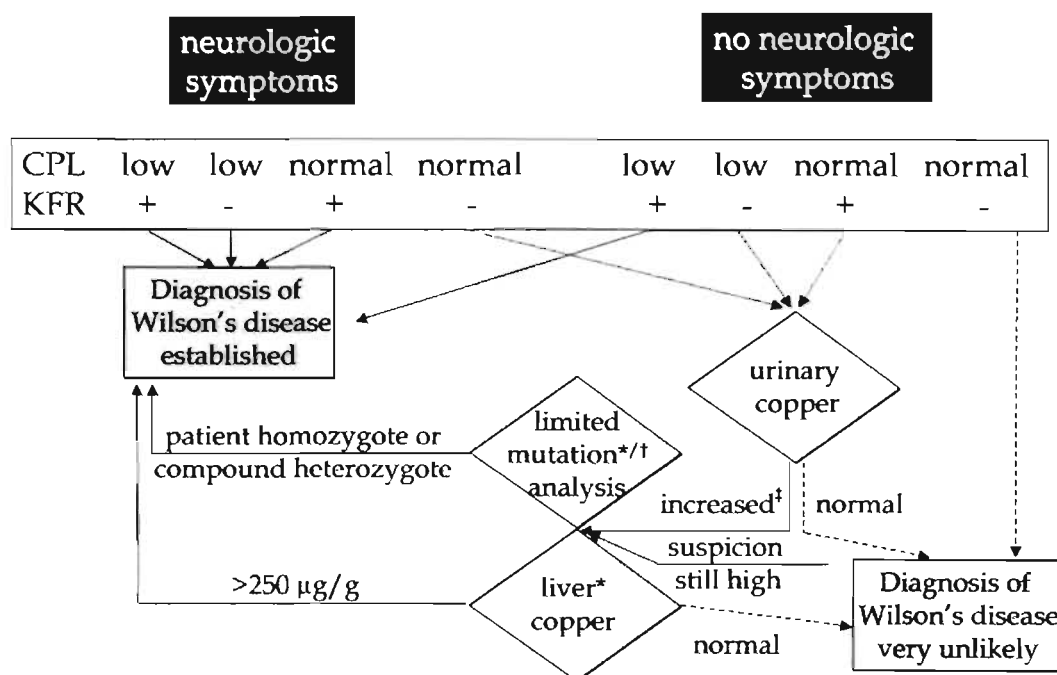 neurologic
symptoms
no neurologic
symptoms
CPL low low normal normal low low normal normal
KFR + - + - + - + -
Diagnosis of
Wilson's disease
established
urinary
copper
patient homozygote or
compound heterozygote
limited
mutation*/†
analysis
increased‡
normal
suspicion
still high
>250 µg/g
liver*
copper
normal
Diagnosis of
Wilson's disease
very unlikely